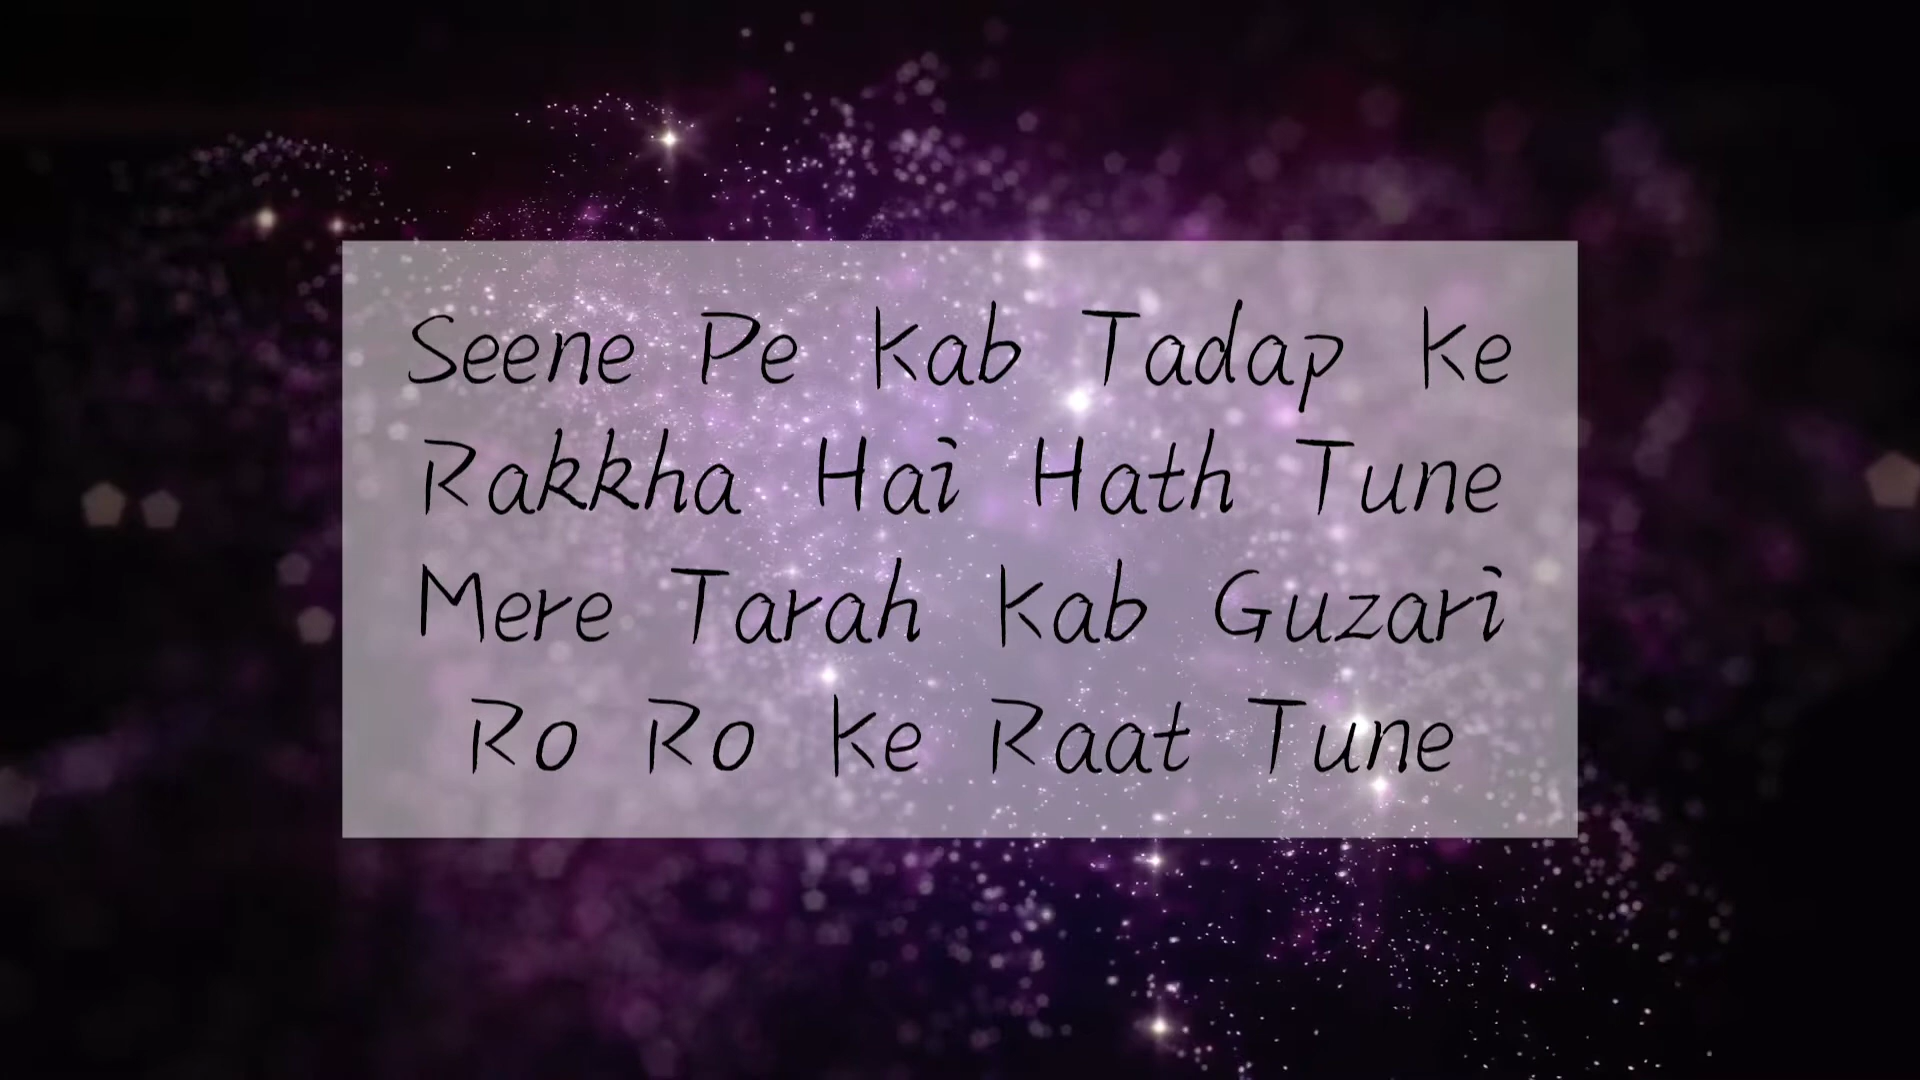 Seene Pe Kab Tadap Ke
Rakkha Hai Hath Tune
Mere Tarah Kab Guzari
Ro Ro Ke Raat Tune